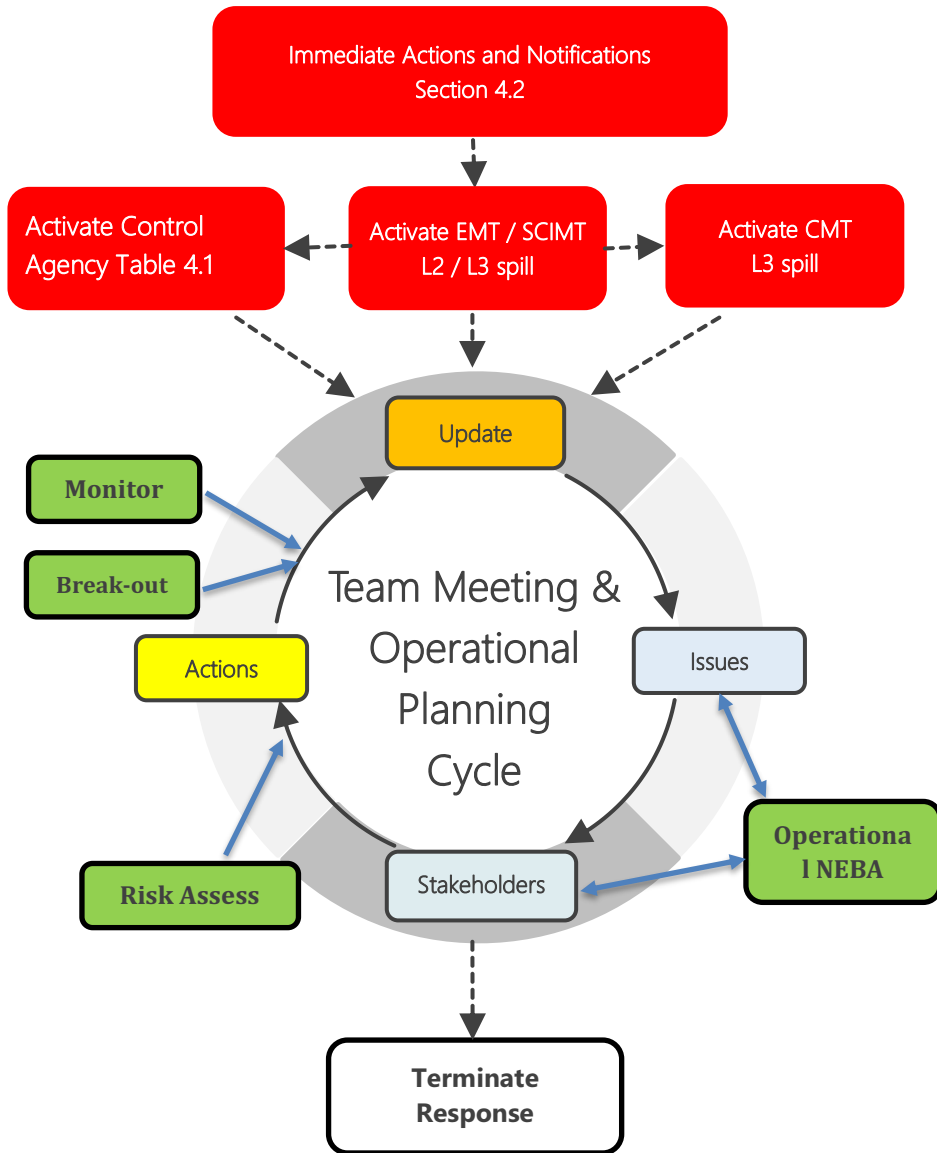 Immediate Actions and Notifications
Section 4.2
Activate Control
Agency Table 4.1
Activate EMT / SCIMT
L2 / L3 spill
Activate CMT
L3 spill
Update
Monitor
Break-out
Team Meeting &
Operational
Planning
Cycle
Actions
Issues
Operationa
l NEBA
Risk Assess
Stakeholders
Terminate
Response